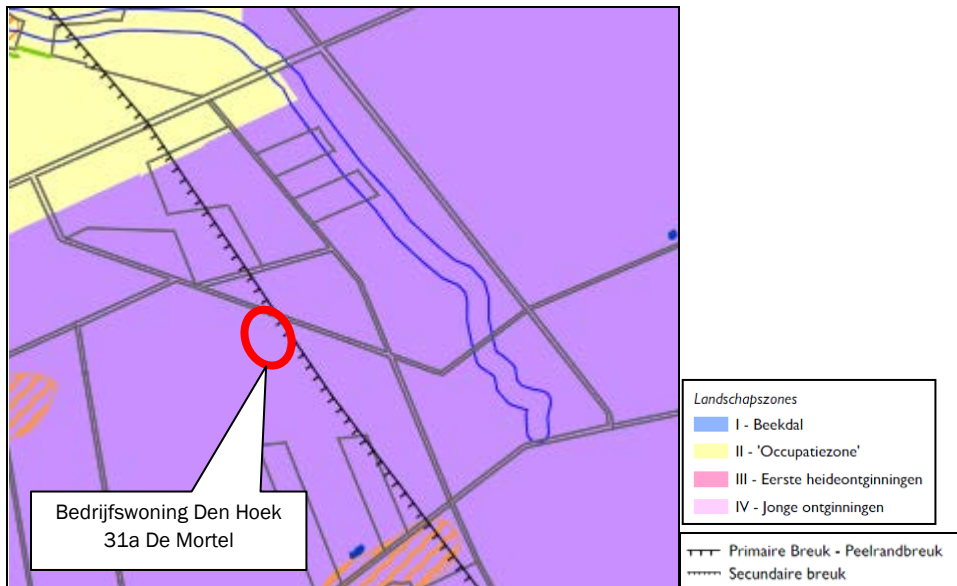 Bedrijfswoning Den Hoek
31a De Mortel
Landschapszones
I - Beekdal
II - 'Occupatiezone'
III - Eerste heideontginningen
IV - Jonge ontginningen
Primaire Breuk - Peelrandbreuk
Secundaire breuk